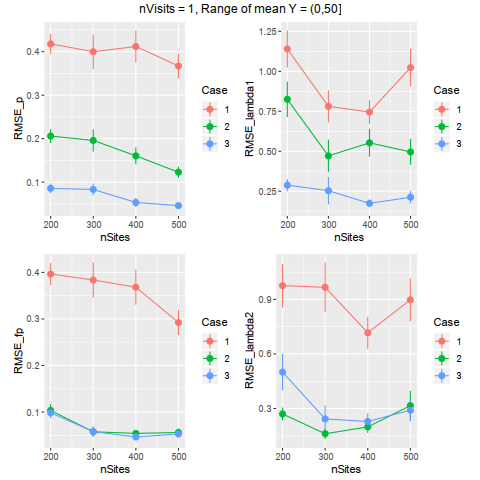 nVisits = 1, Range of mean Y = (0,50]
RMSE_p
0.4
0.3
0.2
0.1
200 300 400 500
nSites
Case
1
2
3
RMSE_lambda1
1.25
1.00
0.75
0.50
0.25
200 300 400 500
nSites
Case
1
2
3
RMSE_fp
0.4
0.3
0.2
0.1
200 300 400 500
nSites
Case
1
2
3
RMSE_lambda2
0.9
0.6
0.3
200 300 400 500
nSites
Case
1
2
3